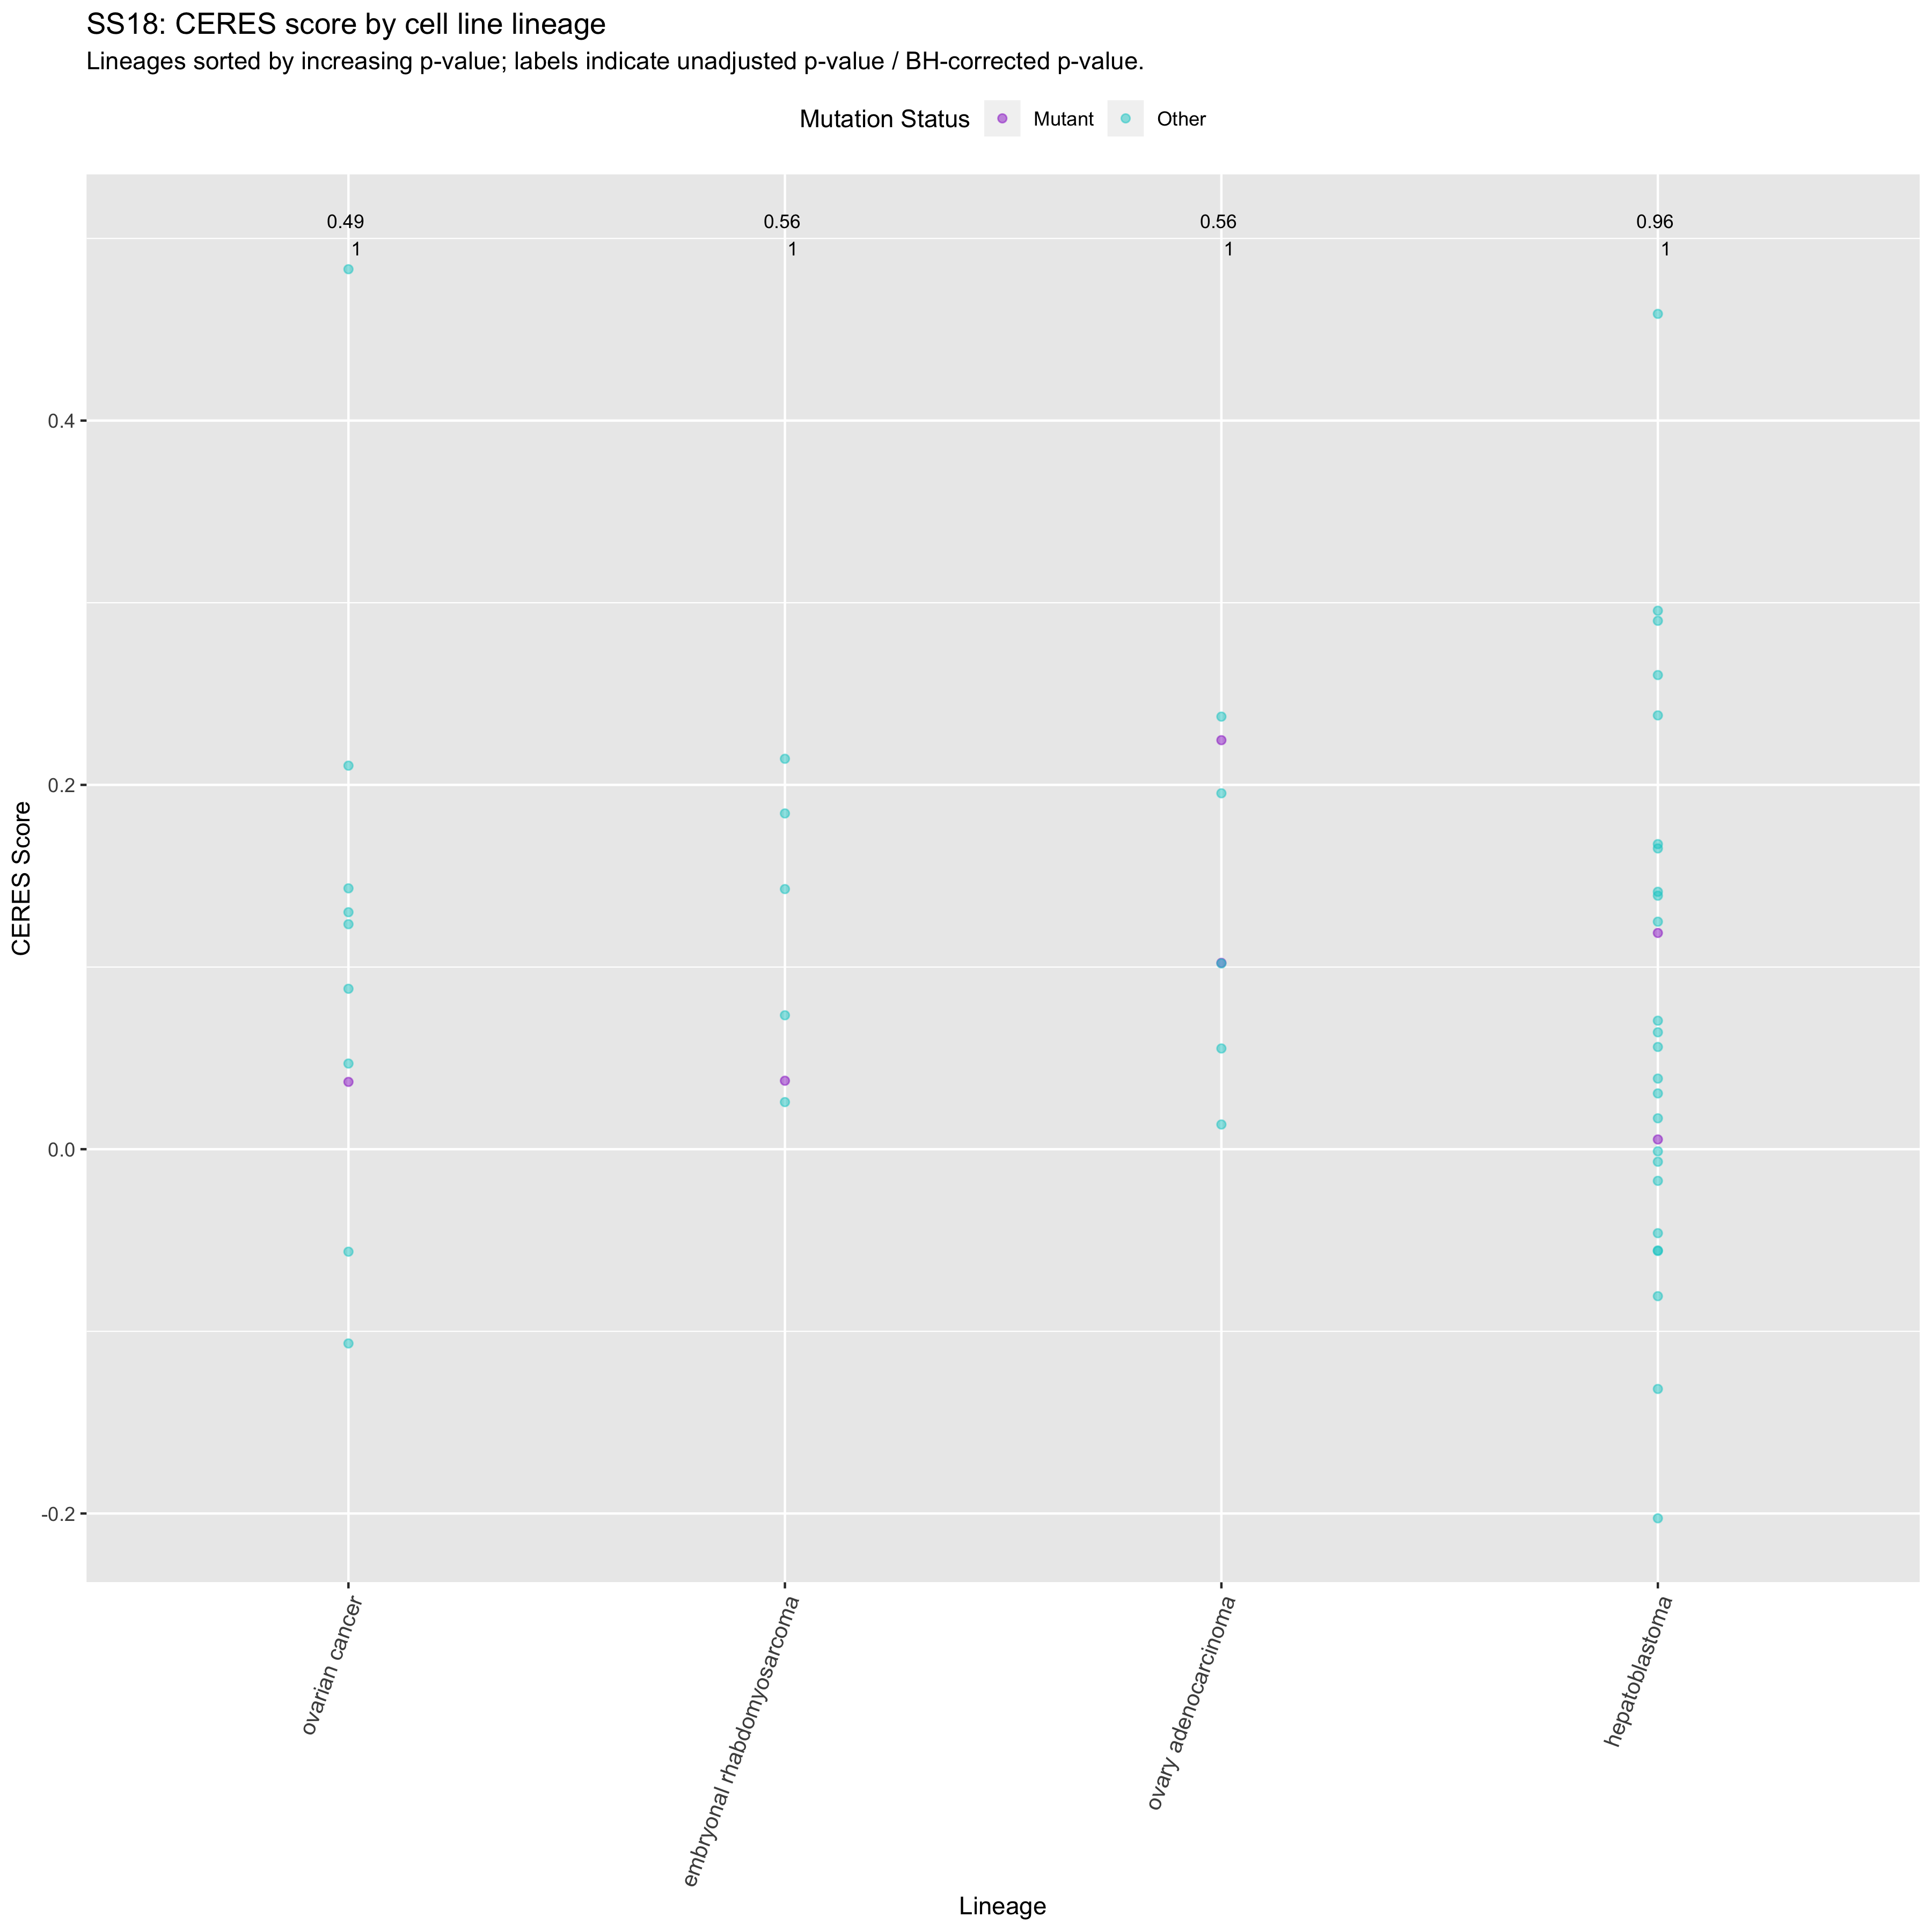 SS18: CERES score by cell line lineage
Lineages sorted by increasing p-value; labels indicate unadjusted p-value / BH-corrected p-value.
Mutation Status Mutant Other
0.49 0.56 0.56 0.96
1 1 1 1
0.4
0.2
0.0
-0.2
CERES Score
ovarian cancer
embryonal rhabdomyosarcoma
ovary adenocarcinoma
hepatoblastoma
Lineage